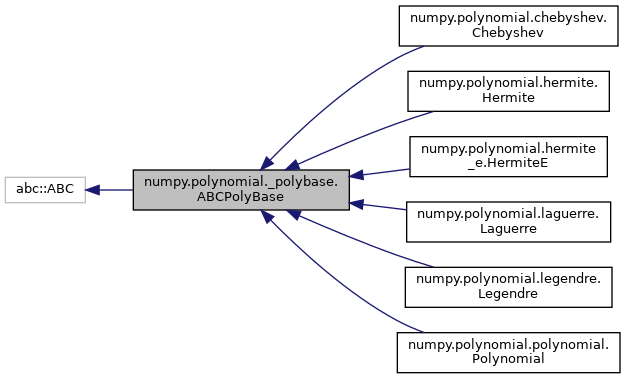 numpy.polynomial.chebyshev.
Chebyshev
numpy.polynomial.hermite.
Hermite
numpy.polynomial.hermite
_e.HermiteE
abc::ABC
numpy.polynomial._polybase.
ABCPolyBase
numpy.polynomial.laguerre.
Laguerre
numpy.polynomial.legendre.
Legendre
numpy.polynomial.polynomial.
Polynomial